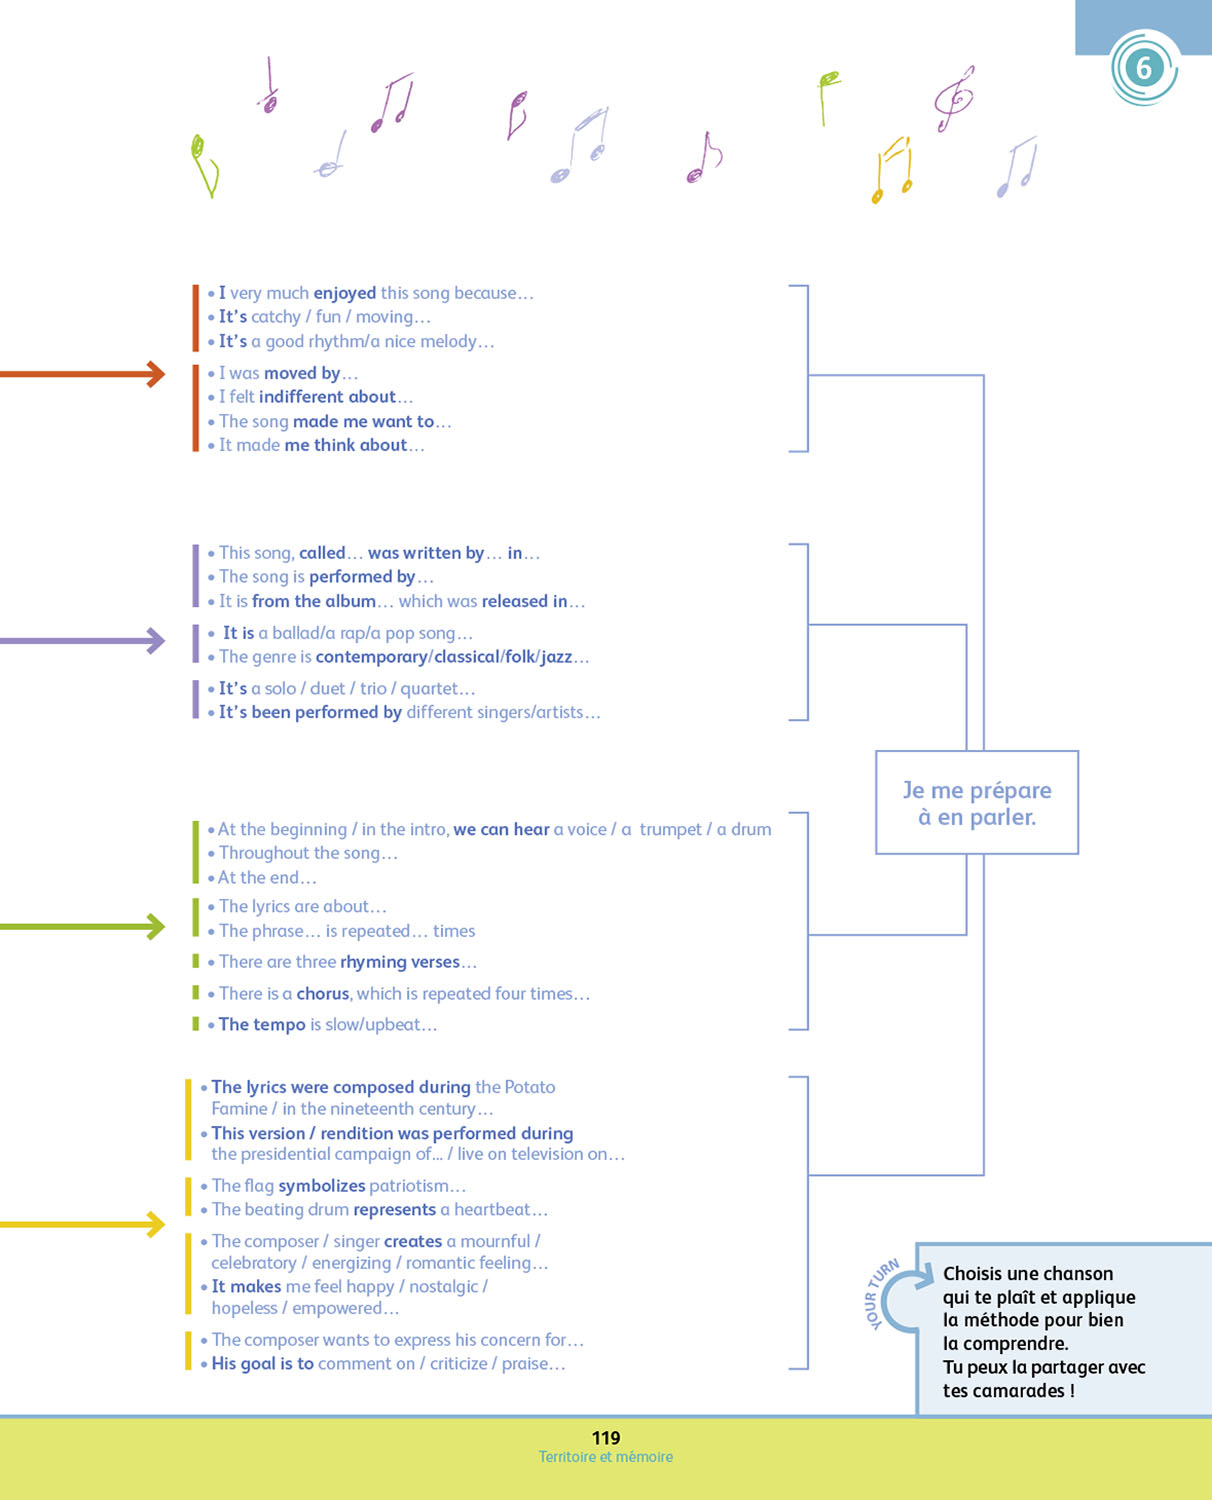 6
• I very much enjoyed this song because…
• It's catchy / fun / moving…
• It's a good rhythm/a nice melody…
• I was moved by…
• I felt indifferent about…
• The song made me want to…
• It made me think about…
• This song, called… was written by… in…
• The song is performed by…
• It is from the album… which was released in…
• It is a ballad/a rap/a pop song…
• The genre is contemporary/classical/folk/jazz…
• It's a solo / duet / trio / quartet…
• It's been performed by different singers/artists…
Je me prépare
à en parler.
• At the beginning / in the intro, we can hear a voice / a trumpet / a drum
• Throughout the song…
• At the end…
• The lyrics are about…
• The phrase… is repeated… times
• There are three rhyming verses…
• There is a chorus, which is repeated four times…
• The tempo is slow/upbeat…
• The lyrics were composed during the Potato
Famine / in the nineteenth century…
• This version / rendition was performed during
the presidential campaign of... / live on television on…
• The flag symbolizes patriotism…
• The beating drum represents a heartbeat…
• The composer / singer creates a mournful /
celebratory / energizing / romantic feeling…
• It makes me feel happy / nostalgic /
hopeless / empowered…
• The composer wants to express his concern for…
• His goal is to comment on / criticize / praise…
YOUR TURN
Choisis une chanson
qui te plaît et applique
la méthode pour bien
la comprendre.
Tu peux la partager avec
tes camarades !
119
Territoire et mémoire